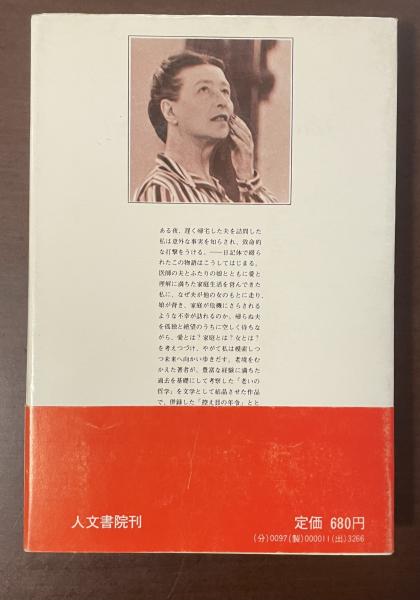 ある夜、遅く帰宅した夫を詰問した
私は意外な事実を知らされ、致命的
な打撃をうける。――日記体で綴ら
れたこの物語はこうしてはじまる。
医師の夫とふたりの娘とともに愛と
理解に満ちた家庭生活を営んできた
私に、なぜ夫が他の女のもとに走り、
娘が背き、家庭が危機にさらされる
ような不幸が訪れるのか。帰らぬ夫
を孤独と絶望のうちに空しく待ちな
がら、愛とは？家庭とは？女とは？
を考えつづけ、やがて私は模索しつ
つ未来へ向かい歩きだす。老境をむ
かえた著者が、豊富な経験に満ちた
過去を基礎にして考察した「老いの
哲学」を文学として結晶させた作品
で、併録した「控え目の年令」とと
人文書院刊
定価 680円
(分)0097(製)000011(出)3266